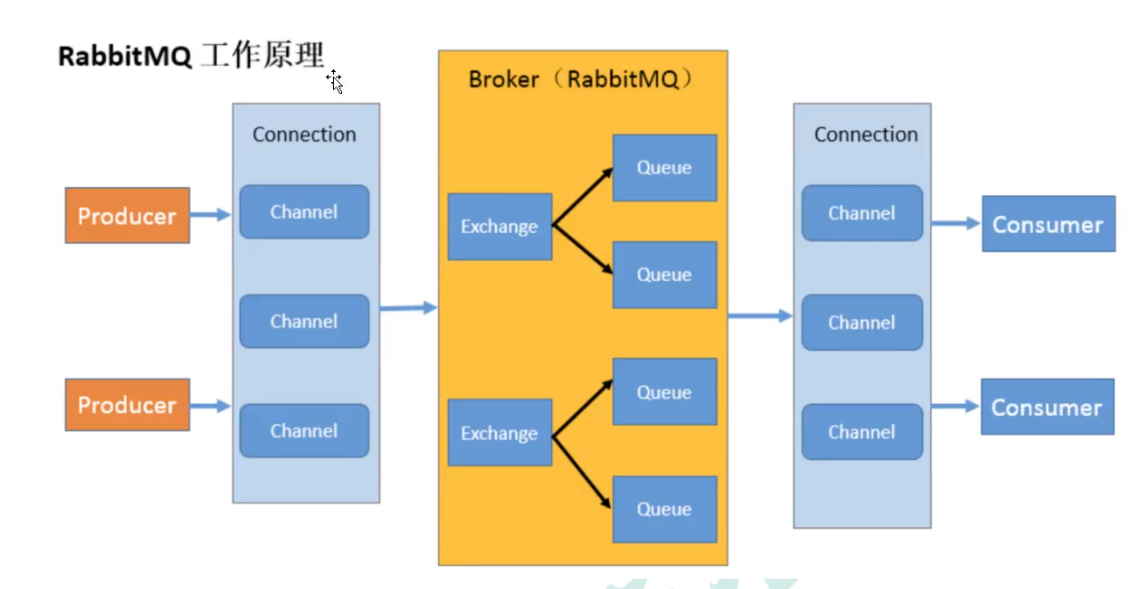 RabbitMQ 工作原理
Broker（RabbitMQ）
Connection
Connection
Queue
Producer
Channel
Exchange
Channel
Consumer
Queue
Channel
Channel
Queue
Producer
Channel
Exchange
Channel
Consumer
Queue